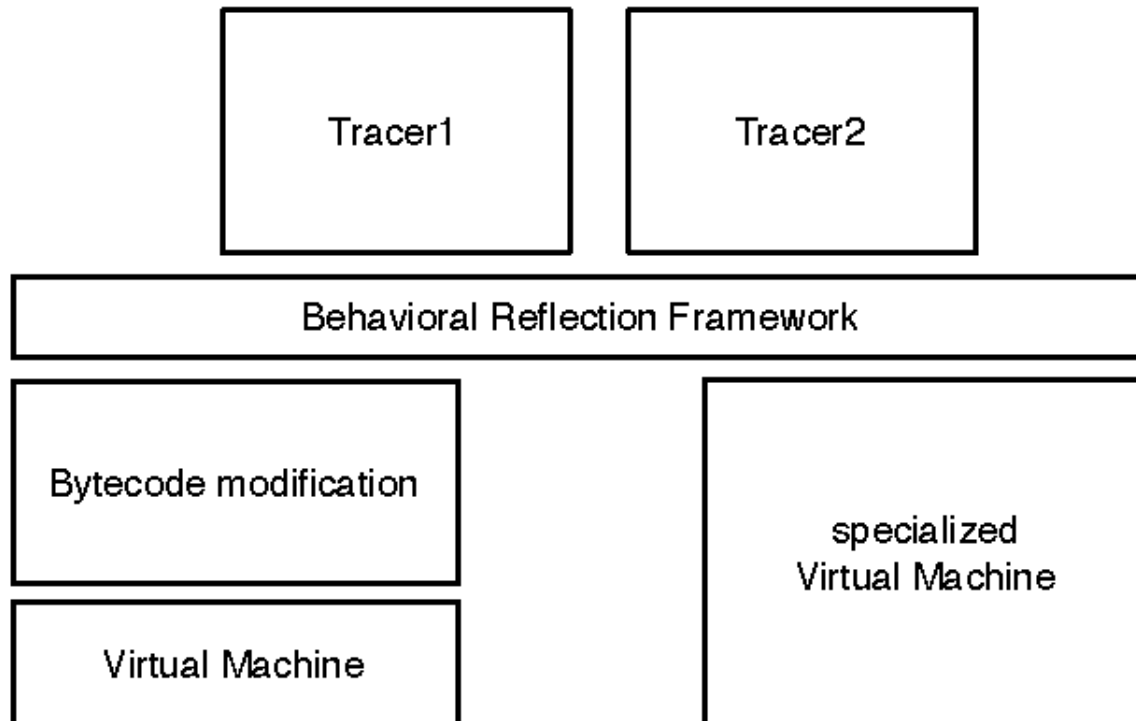 Tracer1
Tracer2
Behavioral Reflection Framework
Bytecode modification
specialized
Virtual Machine
Virtual Machine